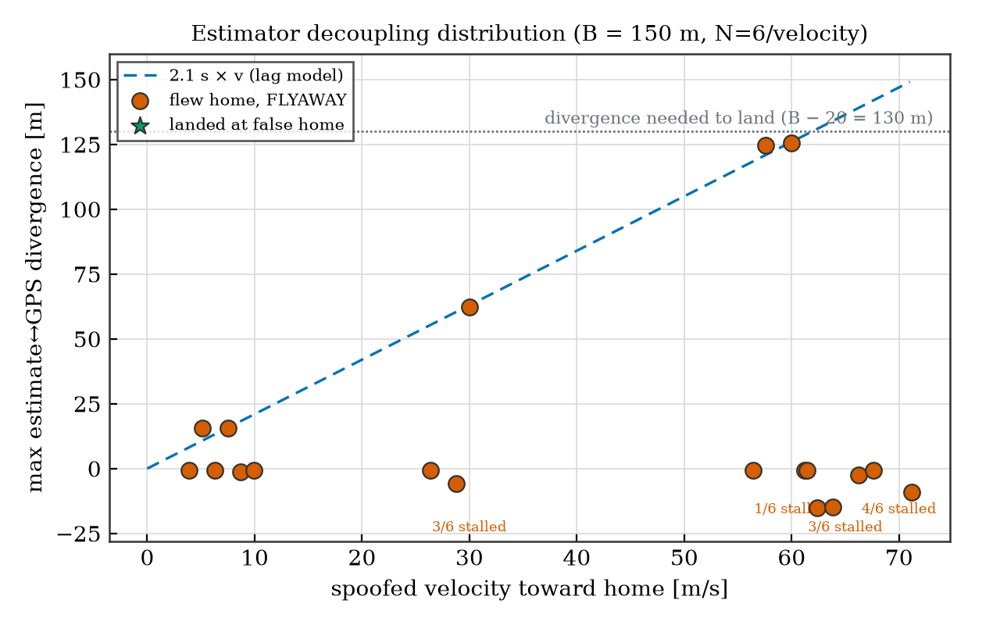 Estimator decoupling distribution (B = 150 m, N=6/velocity)
2.1 s × v (lag model)
flew home, FLYAWAY
landed at false home
divergence needed to land (B − 20 = 130 m)
max estimate↔GPS divergence [m]
150
125
100
75
50
25
0
−25
1/6 stall
4/6 stalled
3/6 stalled
3/6 stalled
0 10 20 30 40 50 60 70
spoofed velocity toward home [m/s]